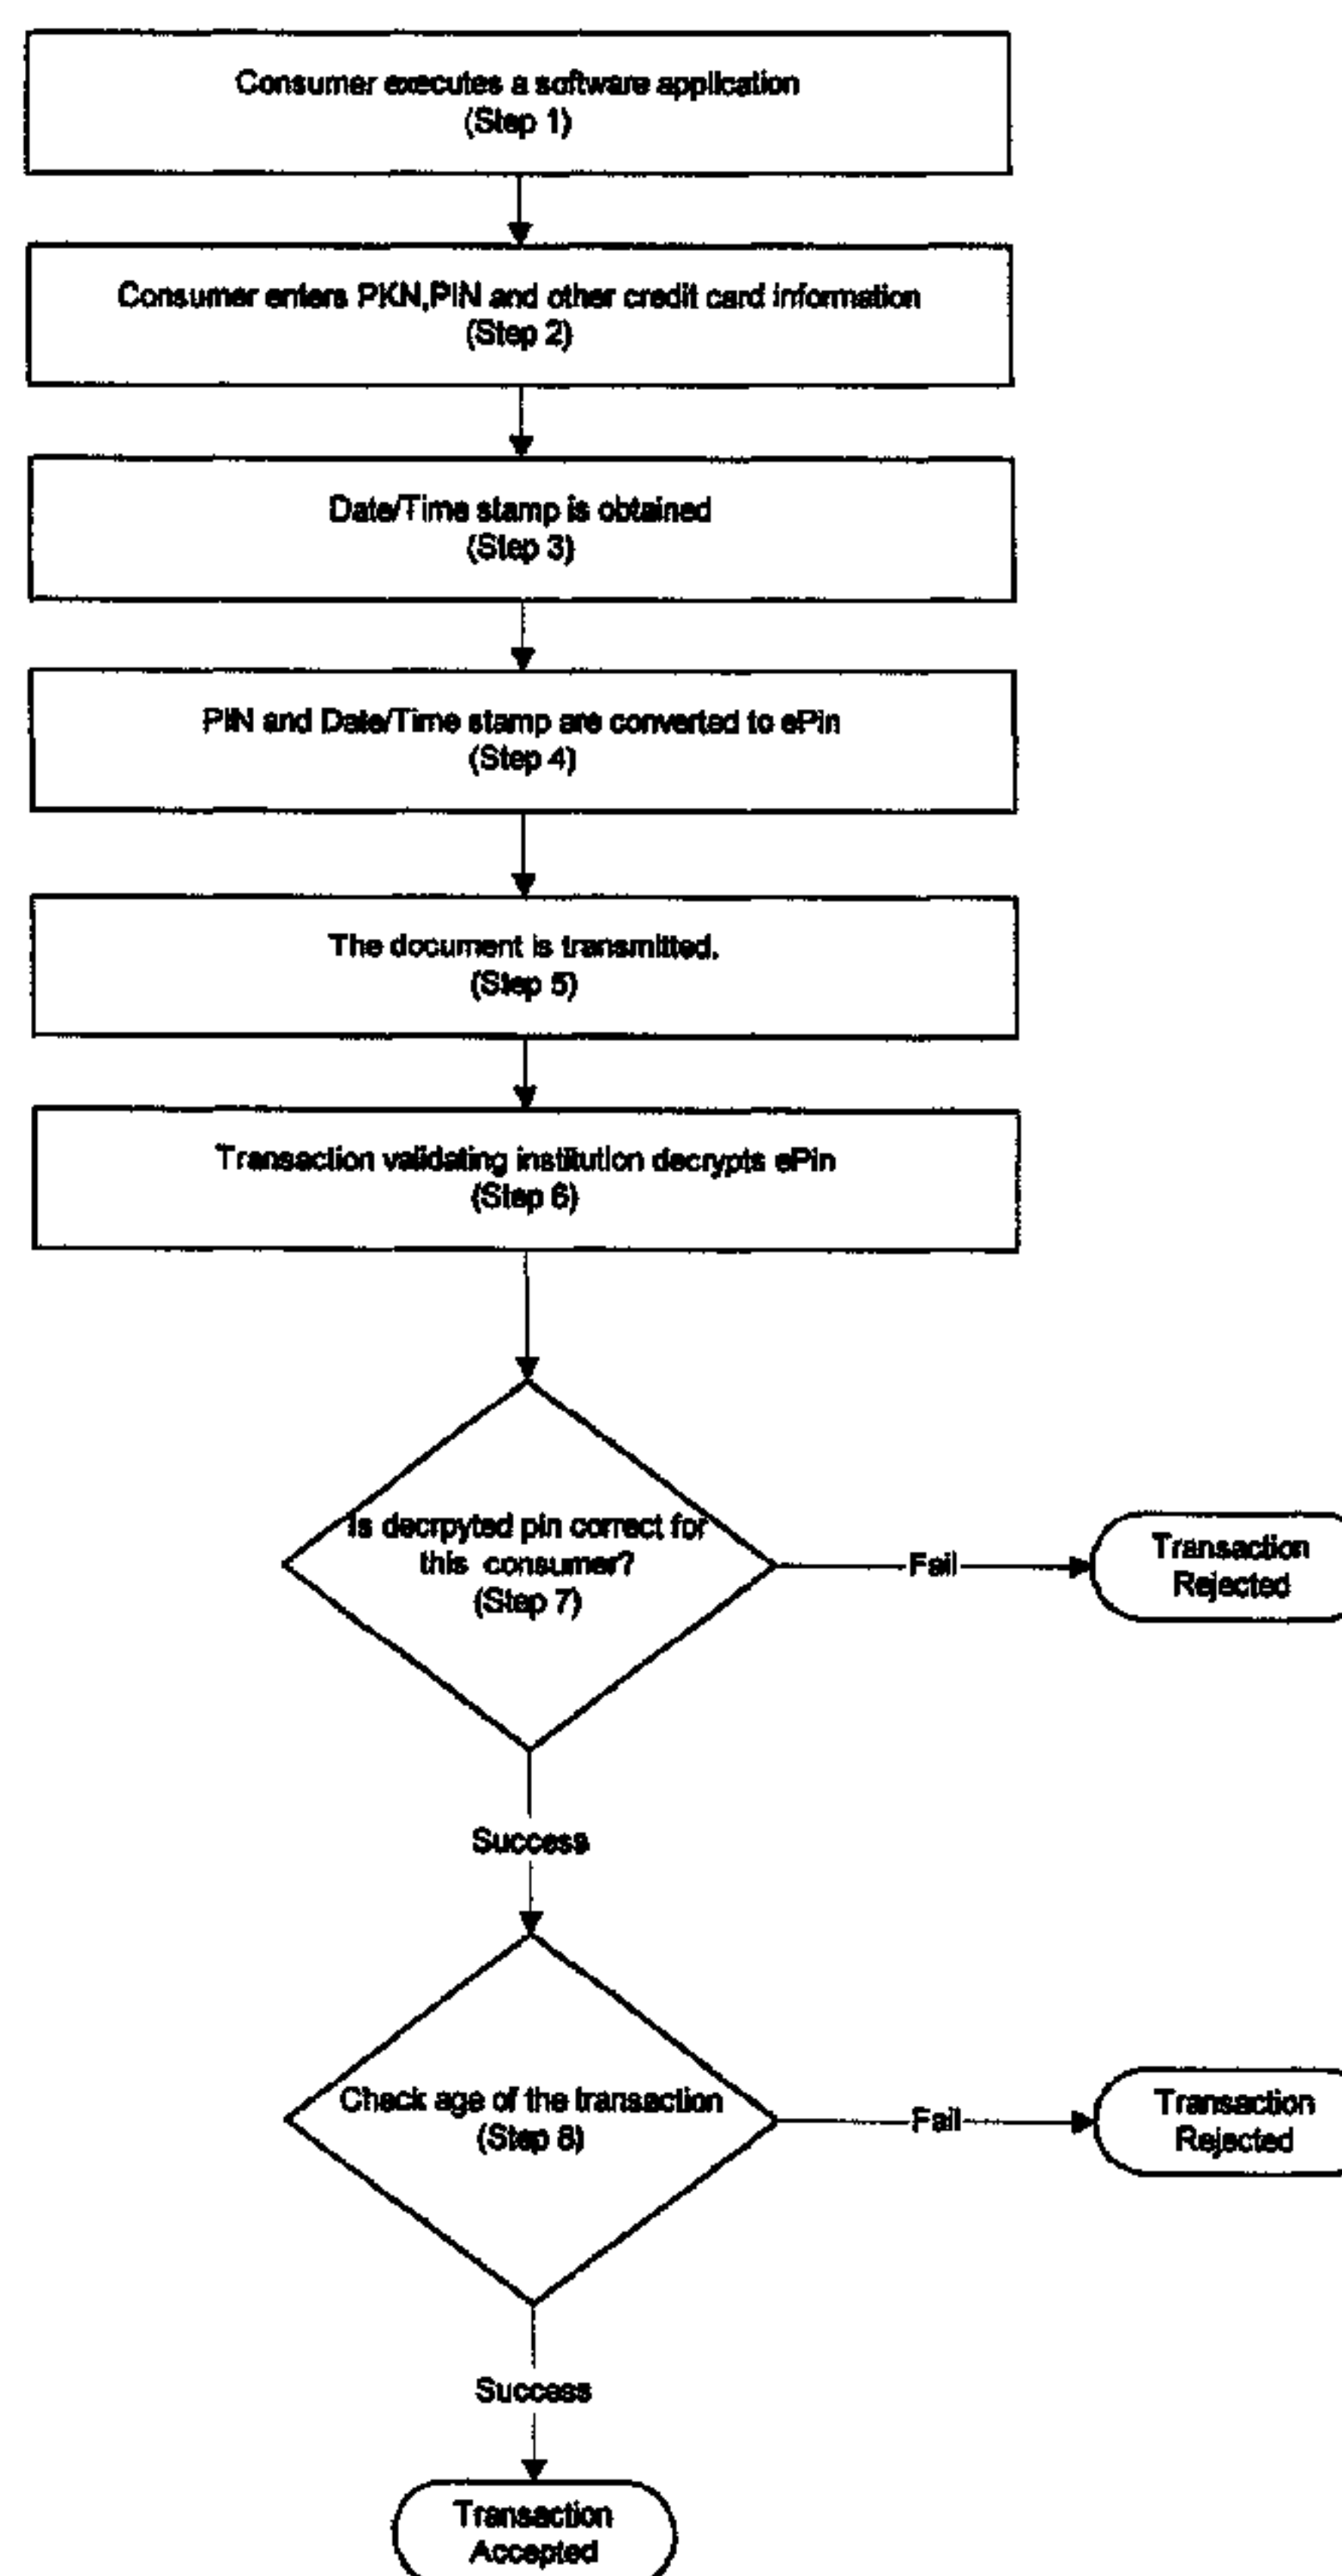 Consumer executes a software application
(Step 1)
Consumer enters PKN,PIN and other credit card information
(Step 2)
Date/Time stamp is obtained
(Step 3)
PIN and Date/Time stamp are converted to ePin
(Step 4)
The document is transmitted.
(Step 5)
Transaction validating institution decrypts ePin
(Step 6)
Is decrpyted pin correct for
this consumer?
(Step 7)
Fail
Transaction
Rejected
Success
Check age of the transaction
(Step 8)
Fail
Transaction
Rejected
Success
Transaction
Accepted